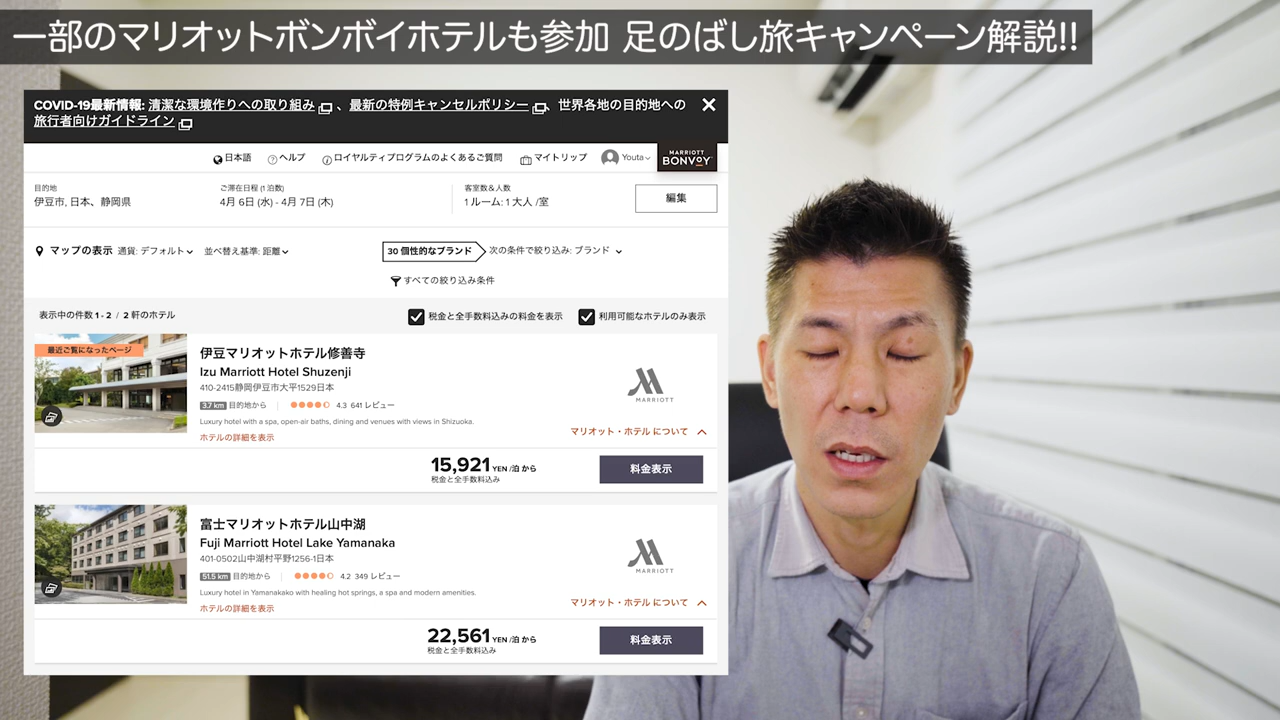 一部のマリオットボンボイホテルも参加 足のばし旅キャンペーン解説!!
COVID-19最新情報: 清潔な環境作りへの取り組み 、 最新の特例キャンセルポリシー 、 世界各地の目的地への
旅行者向けガイドライン
日本語 ヘルプ ロイヤルティプログラムのよくあるご質問 マイトリップ Youta
MARRIOTT
BONVOY
目的地 ご滞在日程 (1 泊数) 客室数＆人数
伊豆市, 日本、静岡県 4月 6日 (水) - 4月 7日 (木) 1 ルーム: 1 大人 /室 編集
マップの表示 通貨: デフォルト 並べ替え基準: 距離 30 個性的なブランド 次の条件で絞り込み: ブランド
すべての絞り込み条件
表示中の件数 1 - 2 / 2 軒のホテル 税金と全手数料込みの料金を表示 利用可能なホテルのみ表示
最近ご覧になったページ
伊豆マリオットホテル修善寺
Izu Marriott Hotel Shuzenji
410-2415静岡伊豆市大平1529日本
3.7 km 目的地から 4.3 641 レビュー
MARRIOTT
Luxury hotel with a spa, open-air baths, dining and venues with views in Shizuoka.
ホテルの詳細を表示 マリオット・ホテル について
15,921 YEN /泊 から
税金と全手数料込み
料金表示
富士マリオットホテル山中湖
Fuji Marriott Hotel Lake Yamanaka
401-0502山中湖村平野1256-1日本
51.5 km 目的地から 4.2 349 レビュー
MARRIOTT
Luxury hotel in Yamanakako with healing hot springs, a spa and modern amenities.
ホテルの詳細を表示 マリオット・ホテル について
22,561 YEN /泊 から
税金と全手数料込み
料金表示